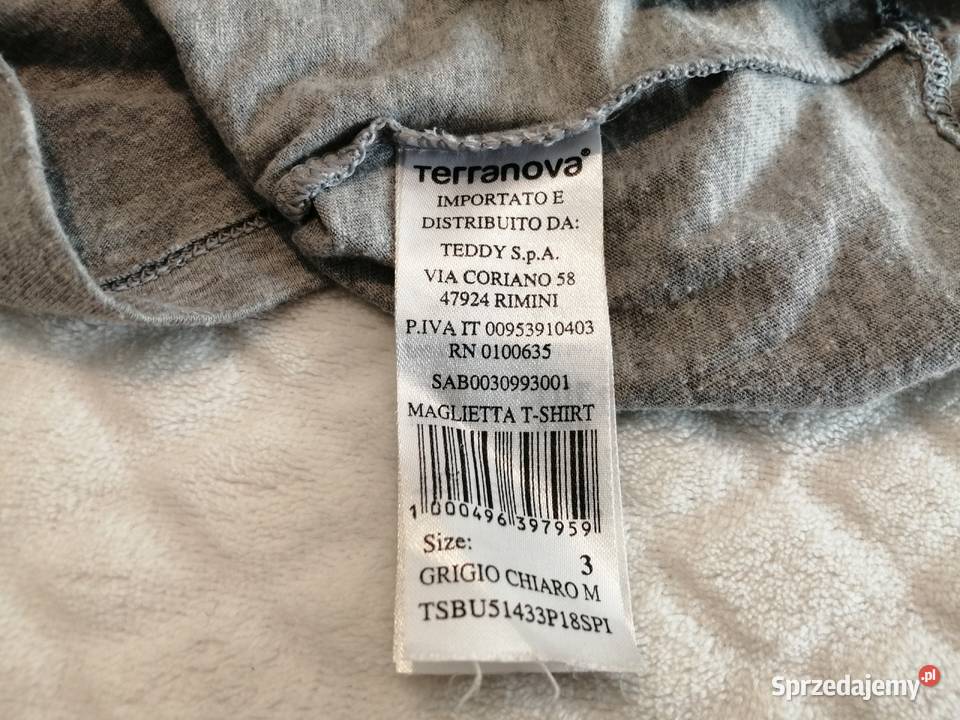 Terranova®
IMPORTATO E
DISTRIBUITO DA:
TEDDY S.p.A.
VIA CORIANO 58
47924 RIMINI
P.IVA IT 00953910403
RN 0100635
SAB0030993001
MAGLIETTA T-SHIRT
1 000496 397959
Size:
3
GRIGIO CHIARO M
TSBU51433P18SPI
Sprzedajemy.pl